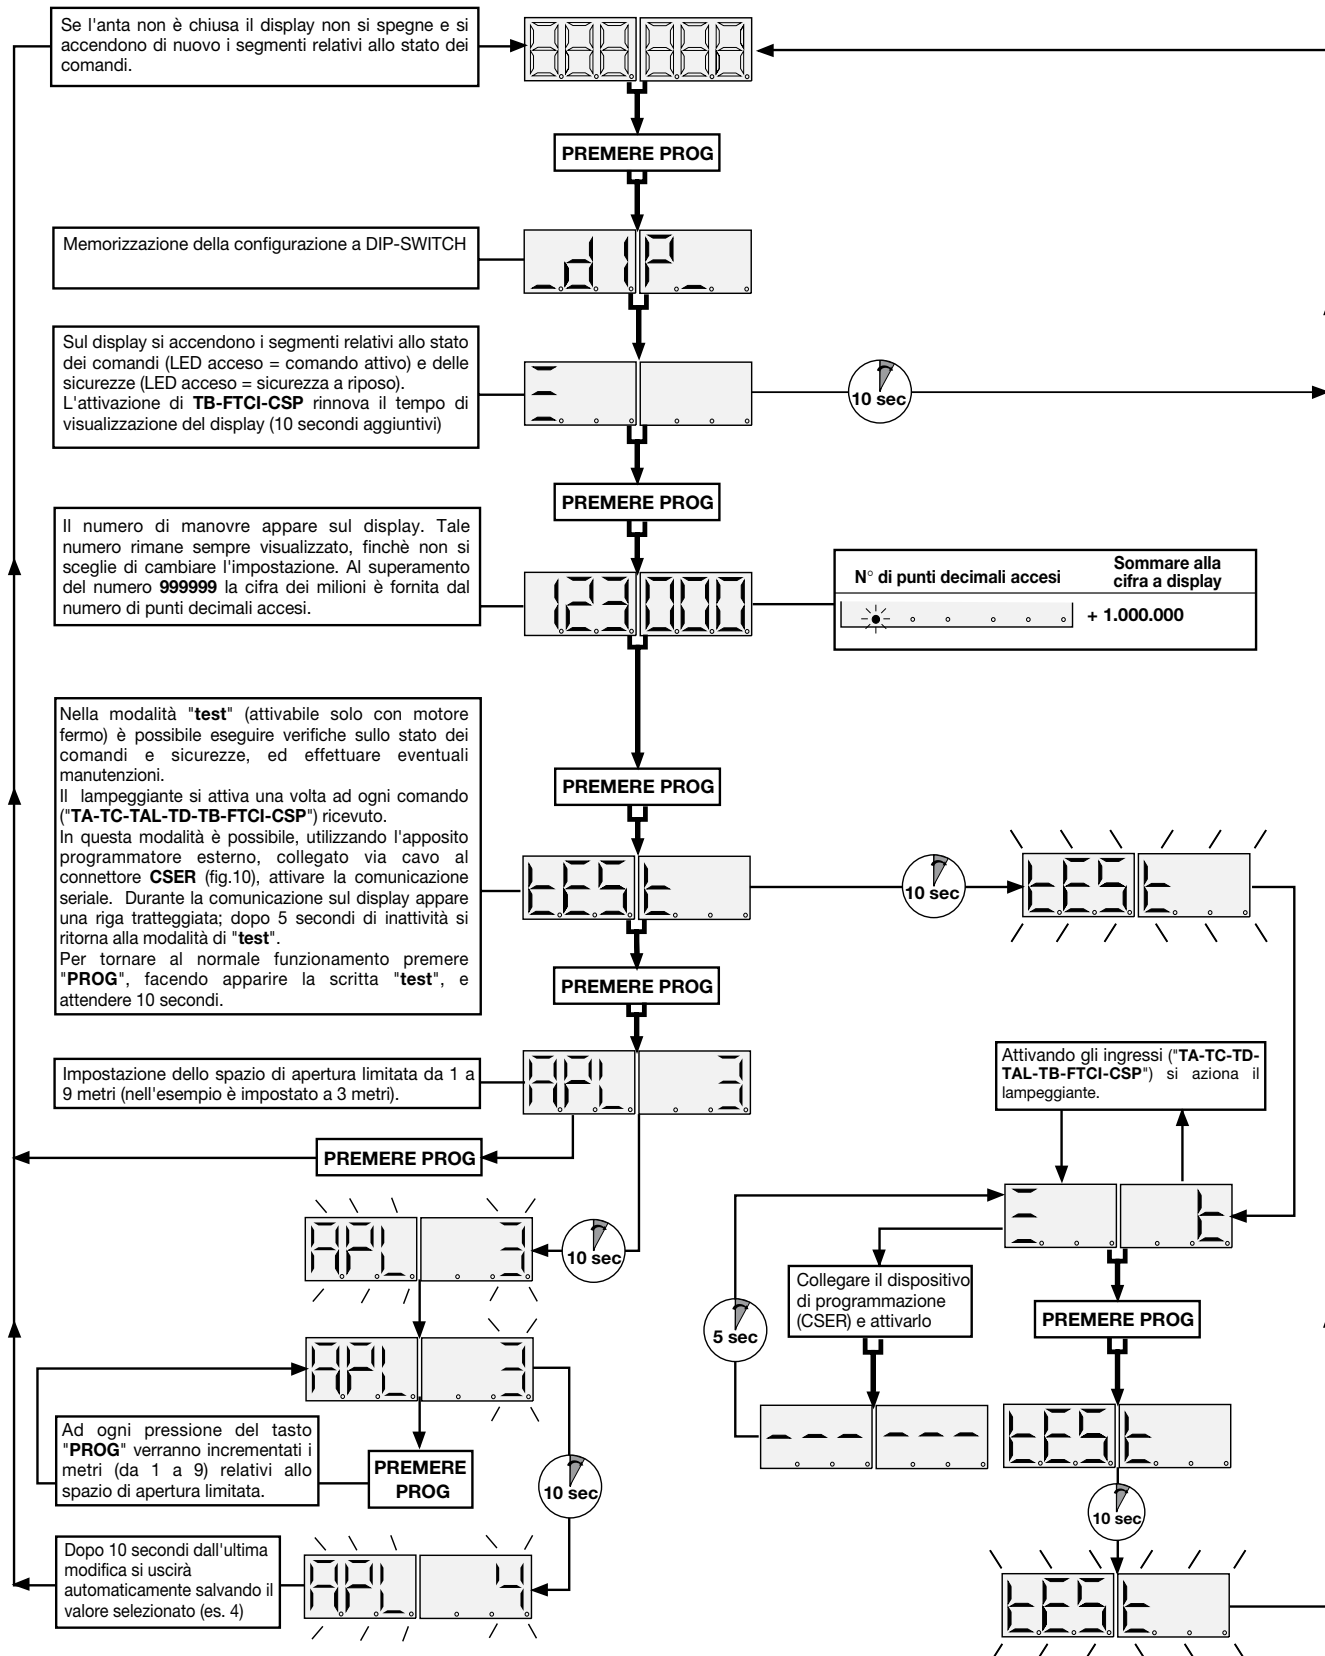 Se l'anta non è chiusa il display non si spegne e si
accendono di nuovo i segmenti relativi allo stato dei
comandi.
PREMERE PROG
Memorizzazione della configurazione a DIP-SWITCH
_dIP_
Sul display si accendono i segmenti relativi allo stato
dei comandi (LED acceso = comando attivo) e delle
sicurezze (LED acceso = sicurezza a riposo).
L'attivazione di TB-FTCI-CSP rinnova il tempo di
visualizzazione del display (10 secondi aggiuntivi)
10 sec
PREMERE PROG
Il numero di manovre appare sul display. Tale
numero rimane sempre visualizzato, finchè non si
sceglie di cambiare l'impostazione. Al superamento
del numero 999999 la cifra dei milioni è fornita dal
numero di punti decimali accesi.
123000
N° di punti decimali accesi
Sommare alla
cifra a display
+ 1.000.000
Nella modalità "test" (attivabile solo con motore
fermo) è possibile eseguire verifiche sullo stato dei
comandi e sicurezze, ed effettuare eventuali
manutenzioni.
Il lampeggiante si attiva una volta ad ogni comando
("TA-TC-TAL-TD-TB-FTCI-CSP") ricevuto.
In questa modalità è possibile, utilizzando l'apposito
programmatore esterno, collegato via cavo al
connettore CSER (fig.10), attivare la comunicazione
seriale. Durante la comunicazione sul display appare
una riga tratteggiata; dopo 5 secondi di inattività si
ritorna alla modalità di "test".
Per tornare al normale funzionamento premere
"PROG", facendo apparire la scritta "test", e
attendere 10 secondi.
PREMERE PROG
tESt
10 sec
tESt
PREMERE PROG
Impostazione dello spazio di apertura limitata da 1 a
9 metri (nell'esempio è impostato a 3 metri).
APL 3
Attivando gli ingressi ("TA-TC-TD-
TAL-TB-FTCI-CSP") si aziona il
lampeggiante.
PREMERE PROG
APL 3
10 sec
t
Collegare il dispositivo
di programmazione
(CSER) e attivarlo
5 sec
PREMERE PROG
APL 3
Ad ogni pressione del tasto
"PROG" verranno incrementati i
metri (da 1 a 9) relativi allo
spazio di apertura limitata.
PREMERE
PROG
10 sec
--- ---
tESt
10 sec
Dopo 10 secondi dall'ultima
modifica si uscirà
automaticamente salvando il
valore selezionato (es. 4)
APL 4
tESt